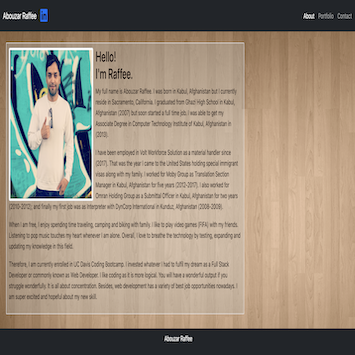 Abouzar Raffee in
About Portfolio Contact
Hello!
I'm Raffee.
My full name is Abouzar Raffee. I was born in Kabul, Afghanistan but I currently
reside in Sacramento, California. I graduated from Ghazi High School in Kabul,
Afghanistan (2007) but soon started a full time job. I was able to get my
Associate Degree in Computer Technology Institute of Kabul, Afghanistan in
(2013).
I have been employed in Volt Workforce Solution as a material handler since
(2017). That was the year I came to the United States holding special immigrant
visas along with my family. I worked for Moby Group as Translation Section
Manager in Kabul, Afghanistan for five years (2012-2017). I also worked for
Omran Holding Group as a Submittal Officer in Kabul, Afghanistan for two years
(2010-2012); and finally my first job was as Interpreter with DynCorp International in Kunduz, Afghanistan (2008-2009).
When I am free, I enjoy spending time traveling, camping and biking with family. I like to play video games (FIFA) with my friends.
Listening to pop music touches my heart whenever I am alone. Overall, I love to breathe the technology by testing, expanding and
updating my knowledge in this field.
Therefore, I am currently enrolled in UC Davis Coding Bootcamp. I invested whatever I had to fulfil my dream as a Full Stack
Developer or commonly known as Web Developer. I like coding as it is more logical. You will have a wonderful output if you
struggle wonderfully. It is all about concentration. Besides, web development has a variety of best job opportunities nowadays. I
am super excited and hopeful about my new skill.
Abouzar Raffee